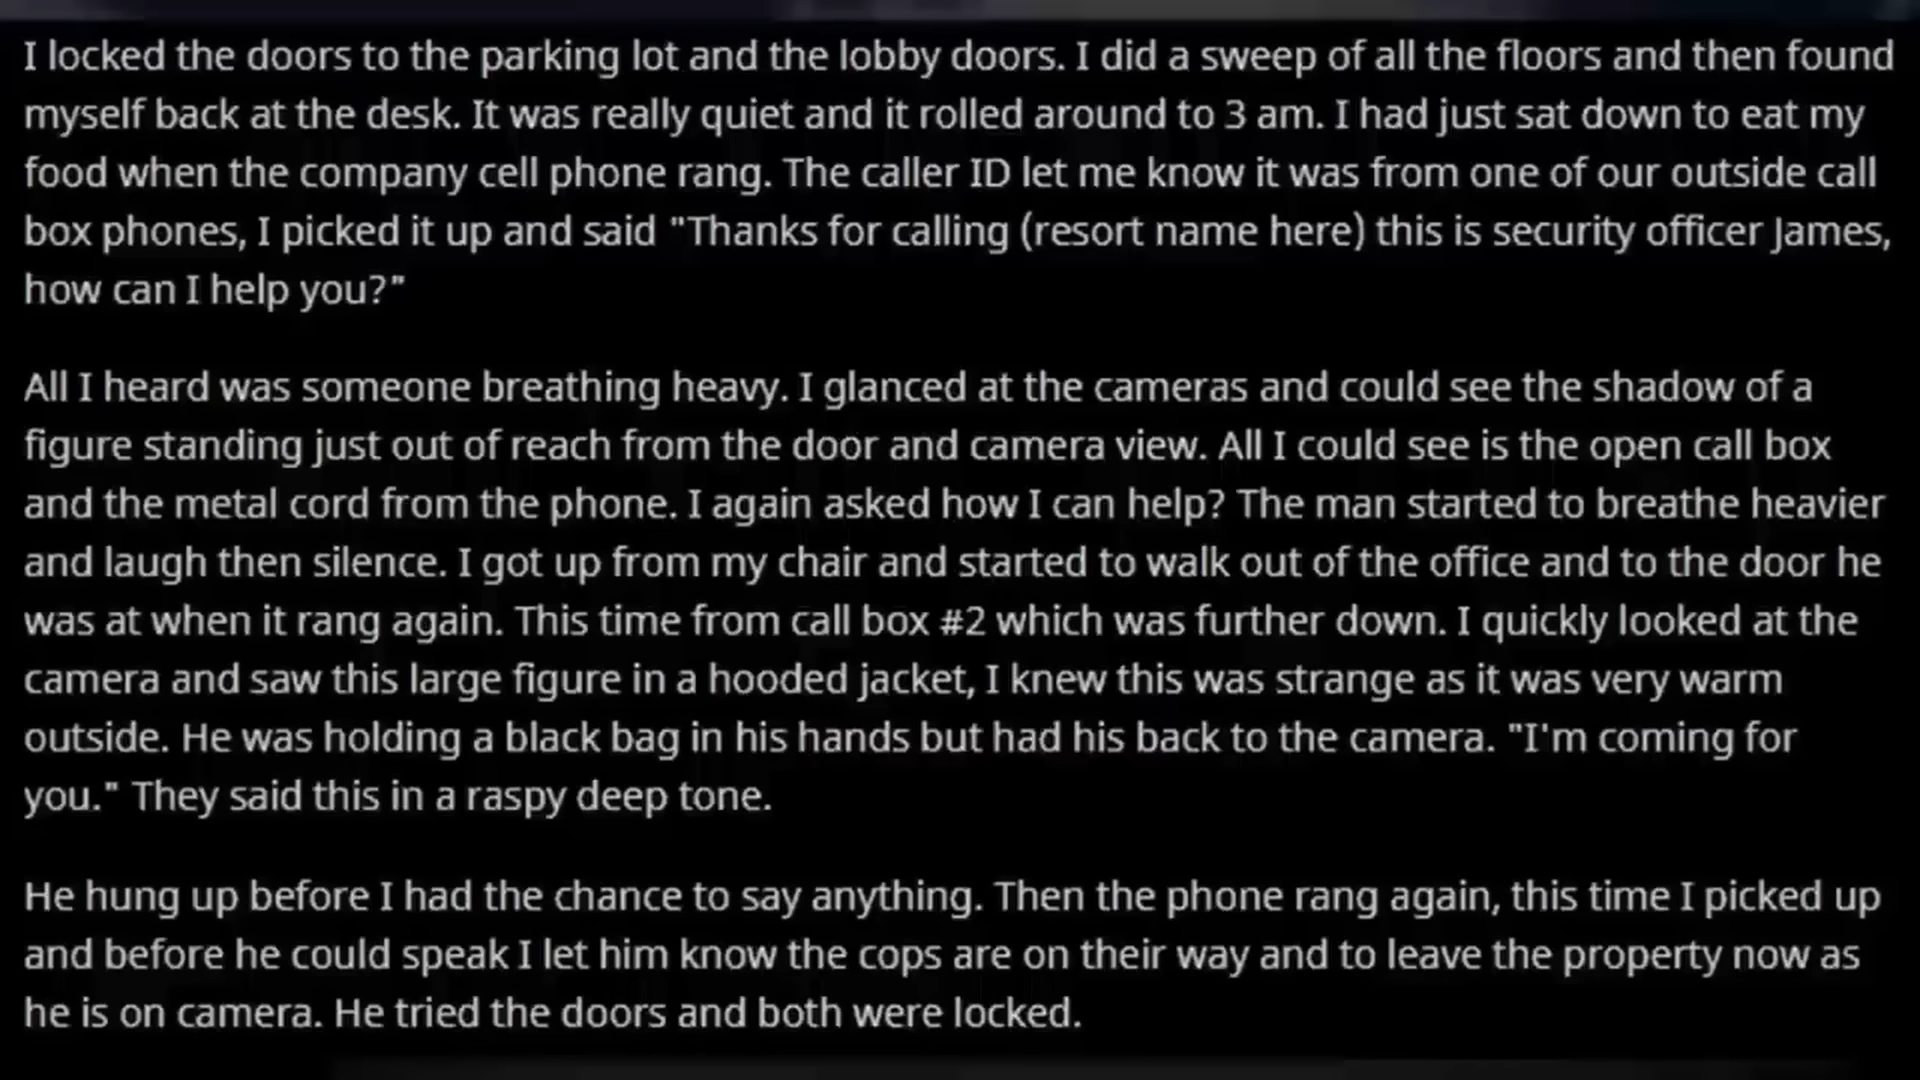 I locked the doors to the parking lot and the lobby doors. I did a sweep of all the floors and then found
myself back at the desk. It was really quiet and it rolled around to 3 am. I had just sat down to eat my
food when the company cell phone rang. The caller ID let me know it was from one of our outside call
box phones, I picked it up and said "Thanks for calling (resort name here) this is security officer James,
how can I help you?"
All I heard was someone breathing heavy. I glanced at the cameras and could see the shadow of a
figure standing just out of reach from the door and camera view. All I could see is the open call box
and the metal cord from the phone. I again asked how I can help? The man started to breathe heavier
and laugh then silence. I got up from my chair and started to walk out of the office and to the door he
was at when it rang again. This time from call box #2 which was further down. I quickly looked at the
camera and saw this large figure in a hooded jacket, I knew this was strange as it was very warm
outside. He was holding a black bag in his hands but had his back to the camera. "I'm coming for
you." They said this in a raspy deep tone.
He hung up before I had the chance to say anything. Then the phone rang again, this time I picked up
and before he could speak I let him know the cops are on their way and to leave the property now as
he is on camera. He tried the doors and both were locked.